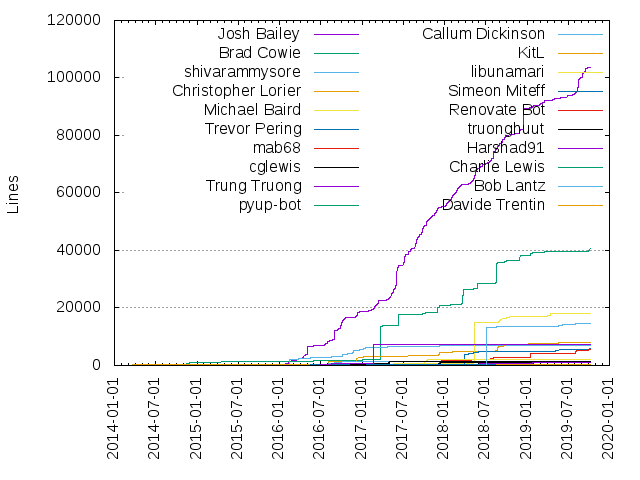 120000
100000
80000
60000
40000
20000
0
Lines
Josh Bailey
Brad Cowie
shivarammysore
Christopher Lorier
Michael Baird
Trevor Pering
mab68
cglewis
Trung Truong
pyup-bot
Callum Dickinson
KitL
libunamari
Simeon Miteff
Renovate Bot
truonghuut
Harshad91
Charlie Lewis
Bob Lantz
Davide Trentin
2014-01-01
2014-07-01
2015-01-01
2015-07-01
2016-01-01
2016-07-01
2017-01-01
2017-07-01
2018-01-01
2018-07-01
2019-01-01
2019-07-01
2020-01-01